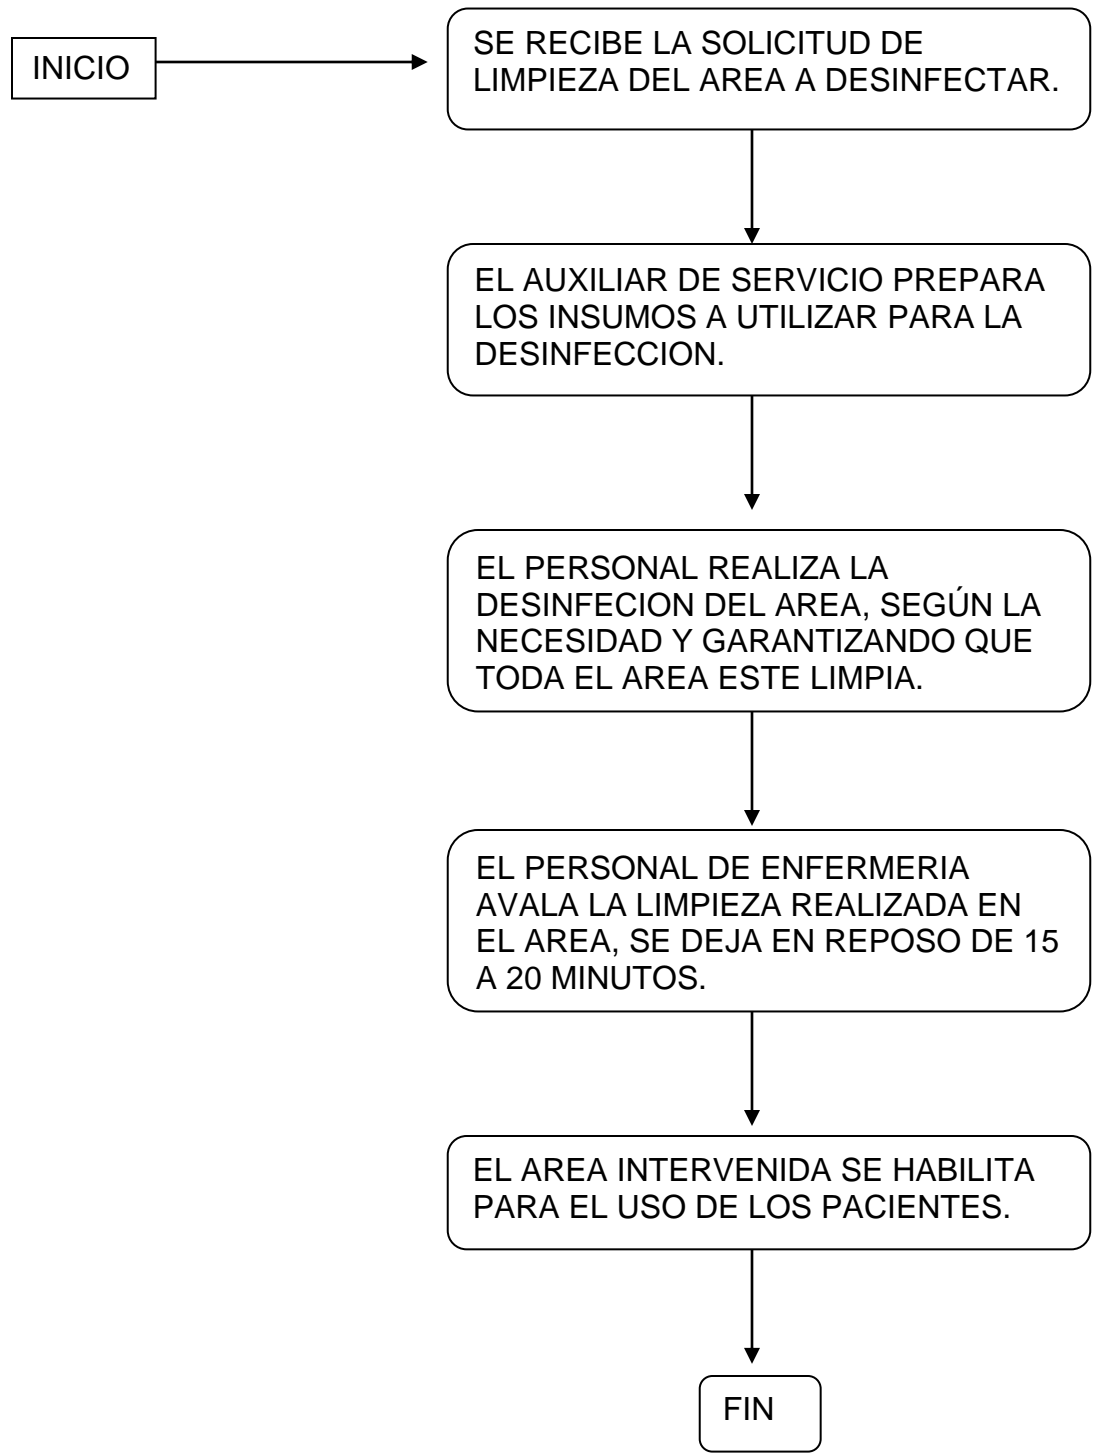 INICIO
SE RECIBE LA SOLICITUD DE
LIMPIEZA DEL AREA A DESINFECTAR.
EL AUXILIAR DE SERVICIO PREPARA
LOS INSUMOS A UTILIZAR PARA LA
DESINFECCION.
EL PERSONAL REALIZA LA
DESINFECION DEL AREA, SEGÚN LA
NECESIDAD Y GARANTIZANDO QUE
TODA EL AREA ESTE LIMPIA.
EL PERSONAL DE ENFERMERIA
AVALA LA LIMPIEZA REALIZADA EN
EL AREA, SE DEJA EN REPOSO DE 15
A 20 MINUTOS.
EL AREA INTERVENIDA SE HABILITA
PARA EL USO DE LOS PACIENTES.
FIN